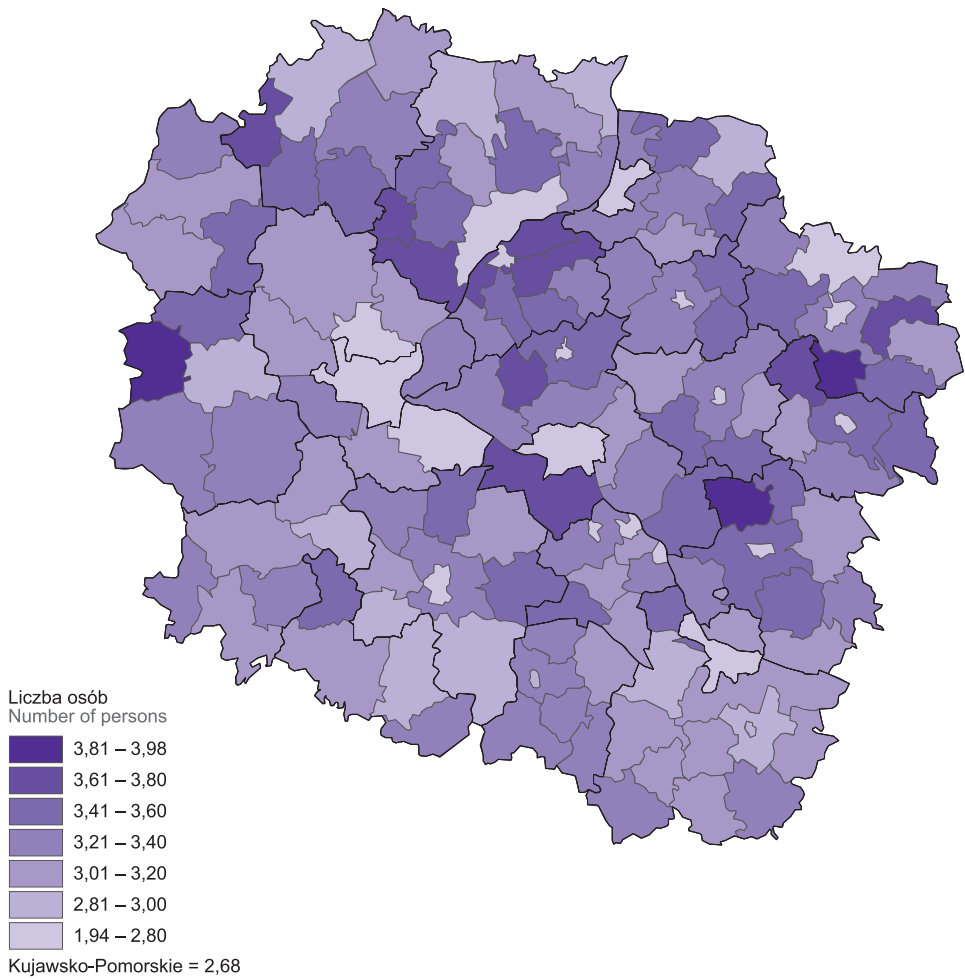 Liczba osób
Number of persons
3,81 – 3,98
3,61 – 3,80
3,41 – 3,60
3,21 – 3,40
3,01 – 3,20
2,81 – 3,00
1,94 – 2,80
Kujawsko-Pomorskie = 2,68